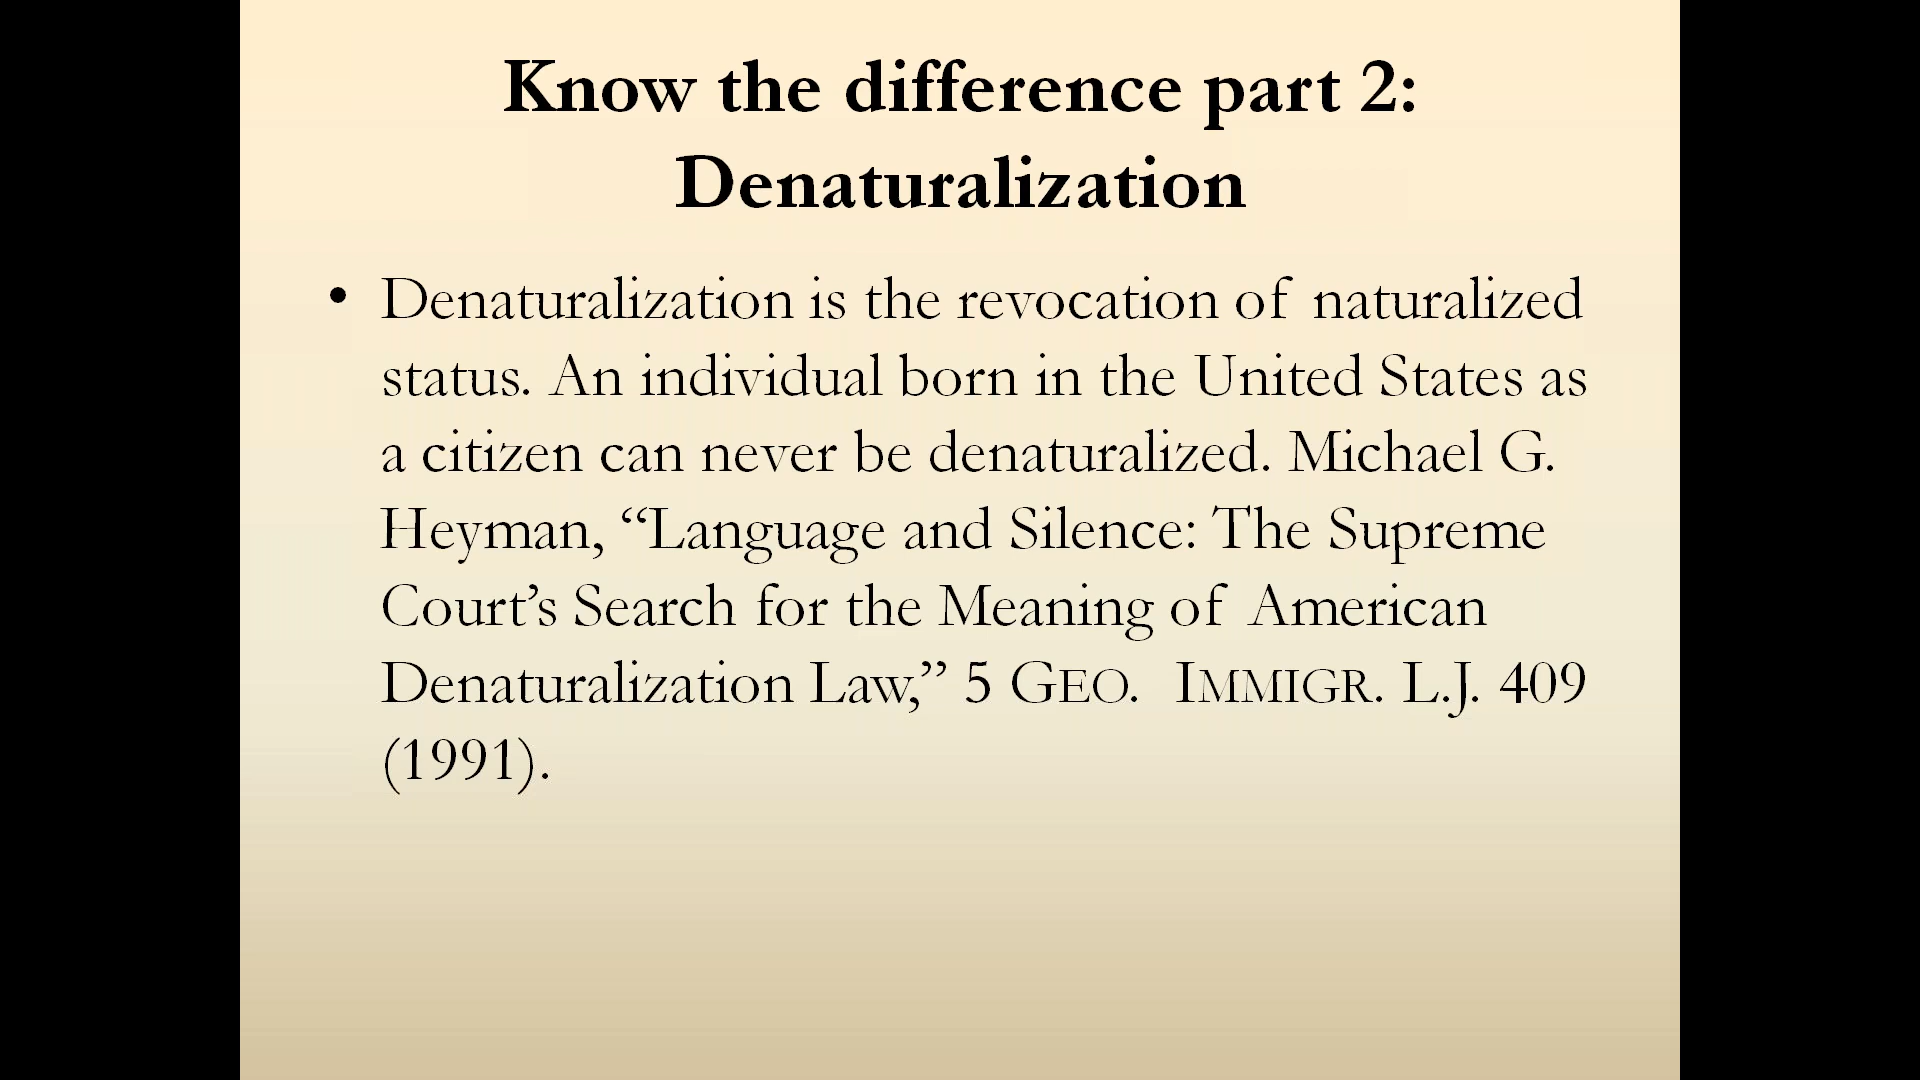 Know the difference part 2:
Denaturalization
• Denaturalization is the revocation of naturalized
status. An individual born in the United States as
a citizen can never be denaturalized. Michael G.
Heyman, “Language and Silence: The Supreme
Court’s Search for the Meaning of American
Denaturalization Law,” 5 GEO. IMMIGR. L.J. 409
(1991).